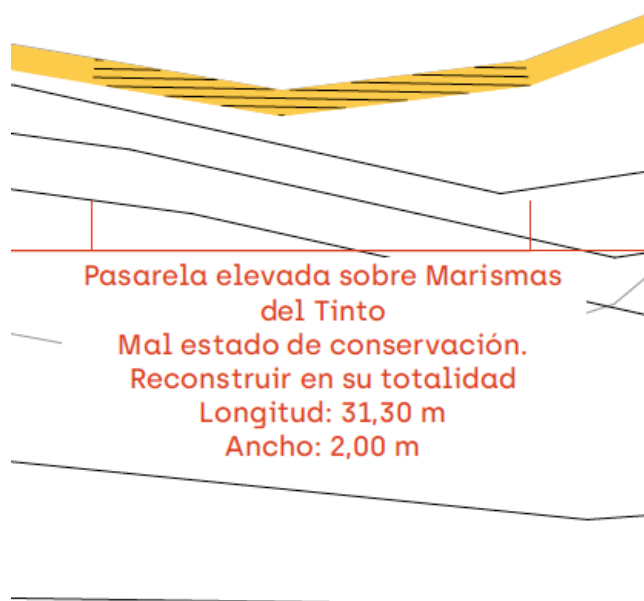 Pasarela elevada sobre Marismas
del Tinto
Mal estado de conservación.
Reconstruir en su totalidad
Longitud: 31,30 m
Ancho: 2,00 m